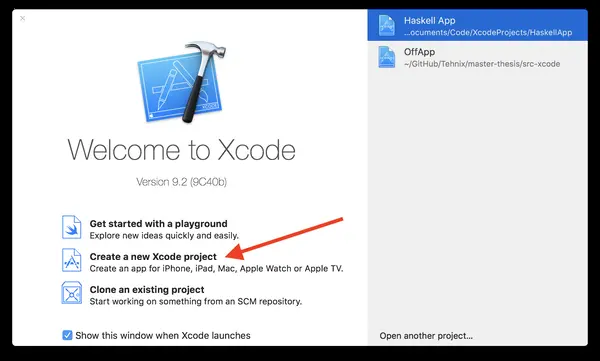 Welcome to Xcode
Version 9.2 (9C40b)
Get started with a playground
Explore new ideas quickly and easily.
Create a new Xcode project
Create an app for iPhone, iPad, Mac, Apple Watch or Apple TV.
Clone an existing project
Start working on something from an SCM repository.
Show this window when Xcode launches
Haskell App
...ocuments/Code/XcodeProjects/HaskellApp
OffApp
~/GitHub/Tehnix/master-thesis/src-xcode
Open another project...